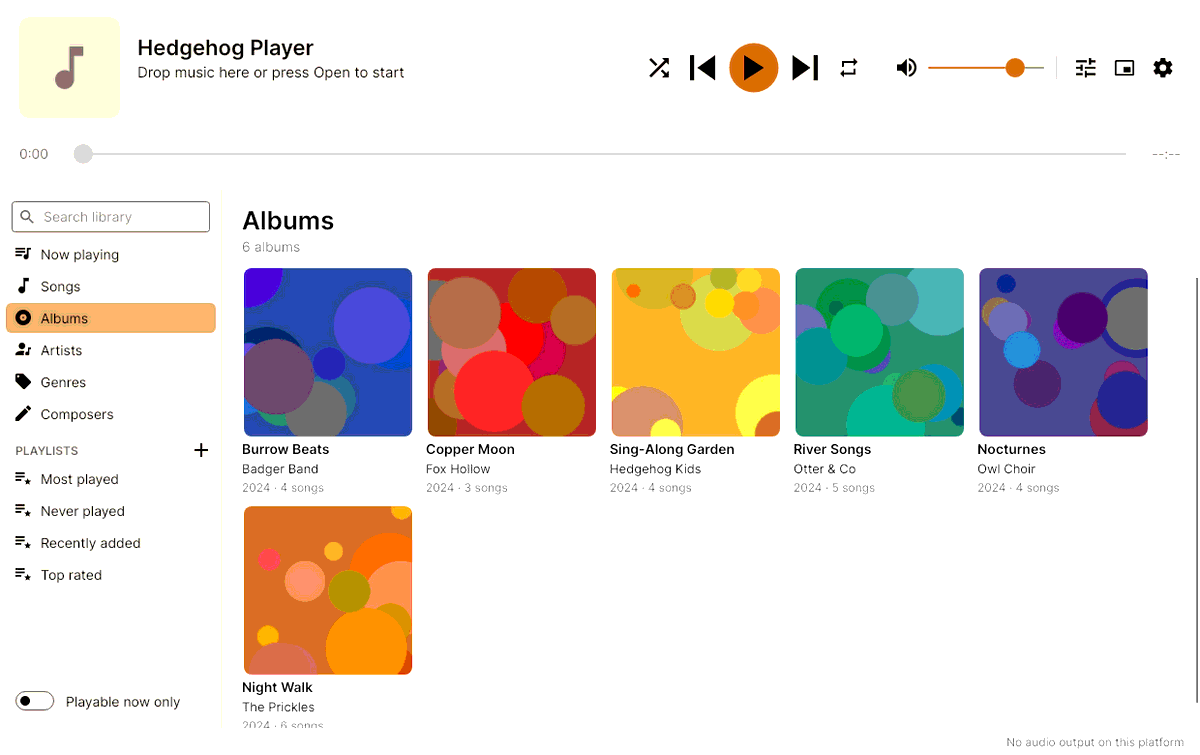 Hedgehog Player
Drop music here or press Open to start
0:00
--:--
Search library
Now playing
Songs
Albums
Artists
Genres
Composers
PLAYLISTS
Most played
Never played
Recently added
Top rated
Playable now only
Albums
6 albums
Burrow Beats
Badger Band
2024 · 4 songs
Copper Moon
Fox Hollow
2024 · 3 songs
Sing-Along Garden
Hedgehog Kids
2024 · 4 songs
River Songs
Otter & Co
2024 · 5 songs
Nocturnes
Owl Choir
2024 · 4 songs
Night Walk
The Prickles
2024 · 6 songs
No audio output on this platform